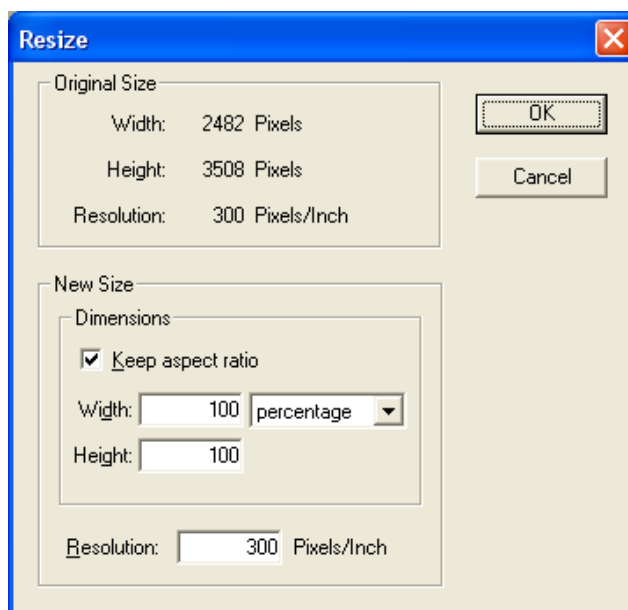 Resize
Original Size
Width: 2482 Pixels
Height: 3508 Pixels
Resolution: 300 Pixels/Inch
OK
Cancel
New Size
Dimensions
Keep aspect ratio
Width: 100 percentage
Height: 100
Resolution: 300 Pixels/Inch